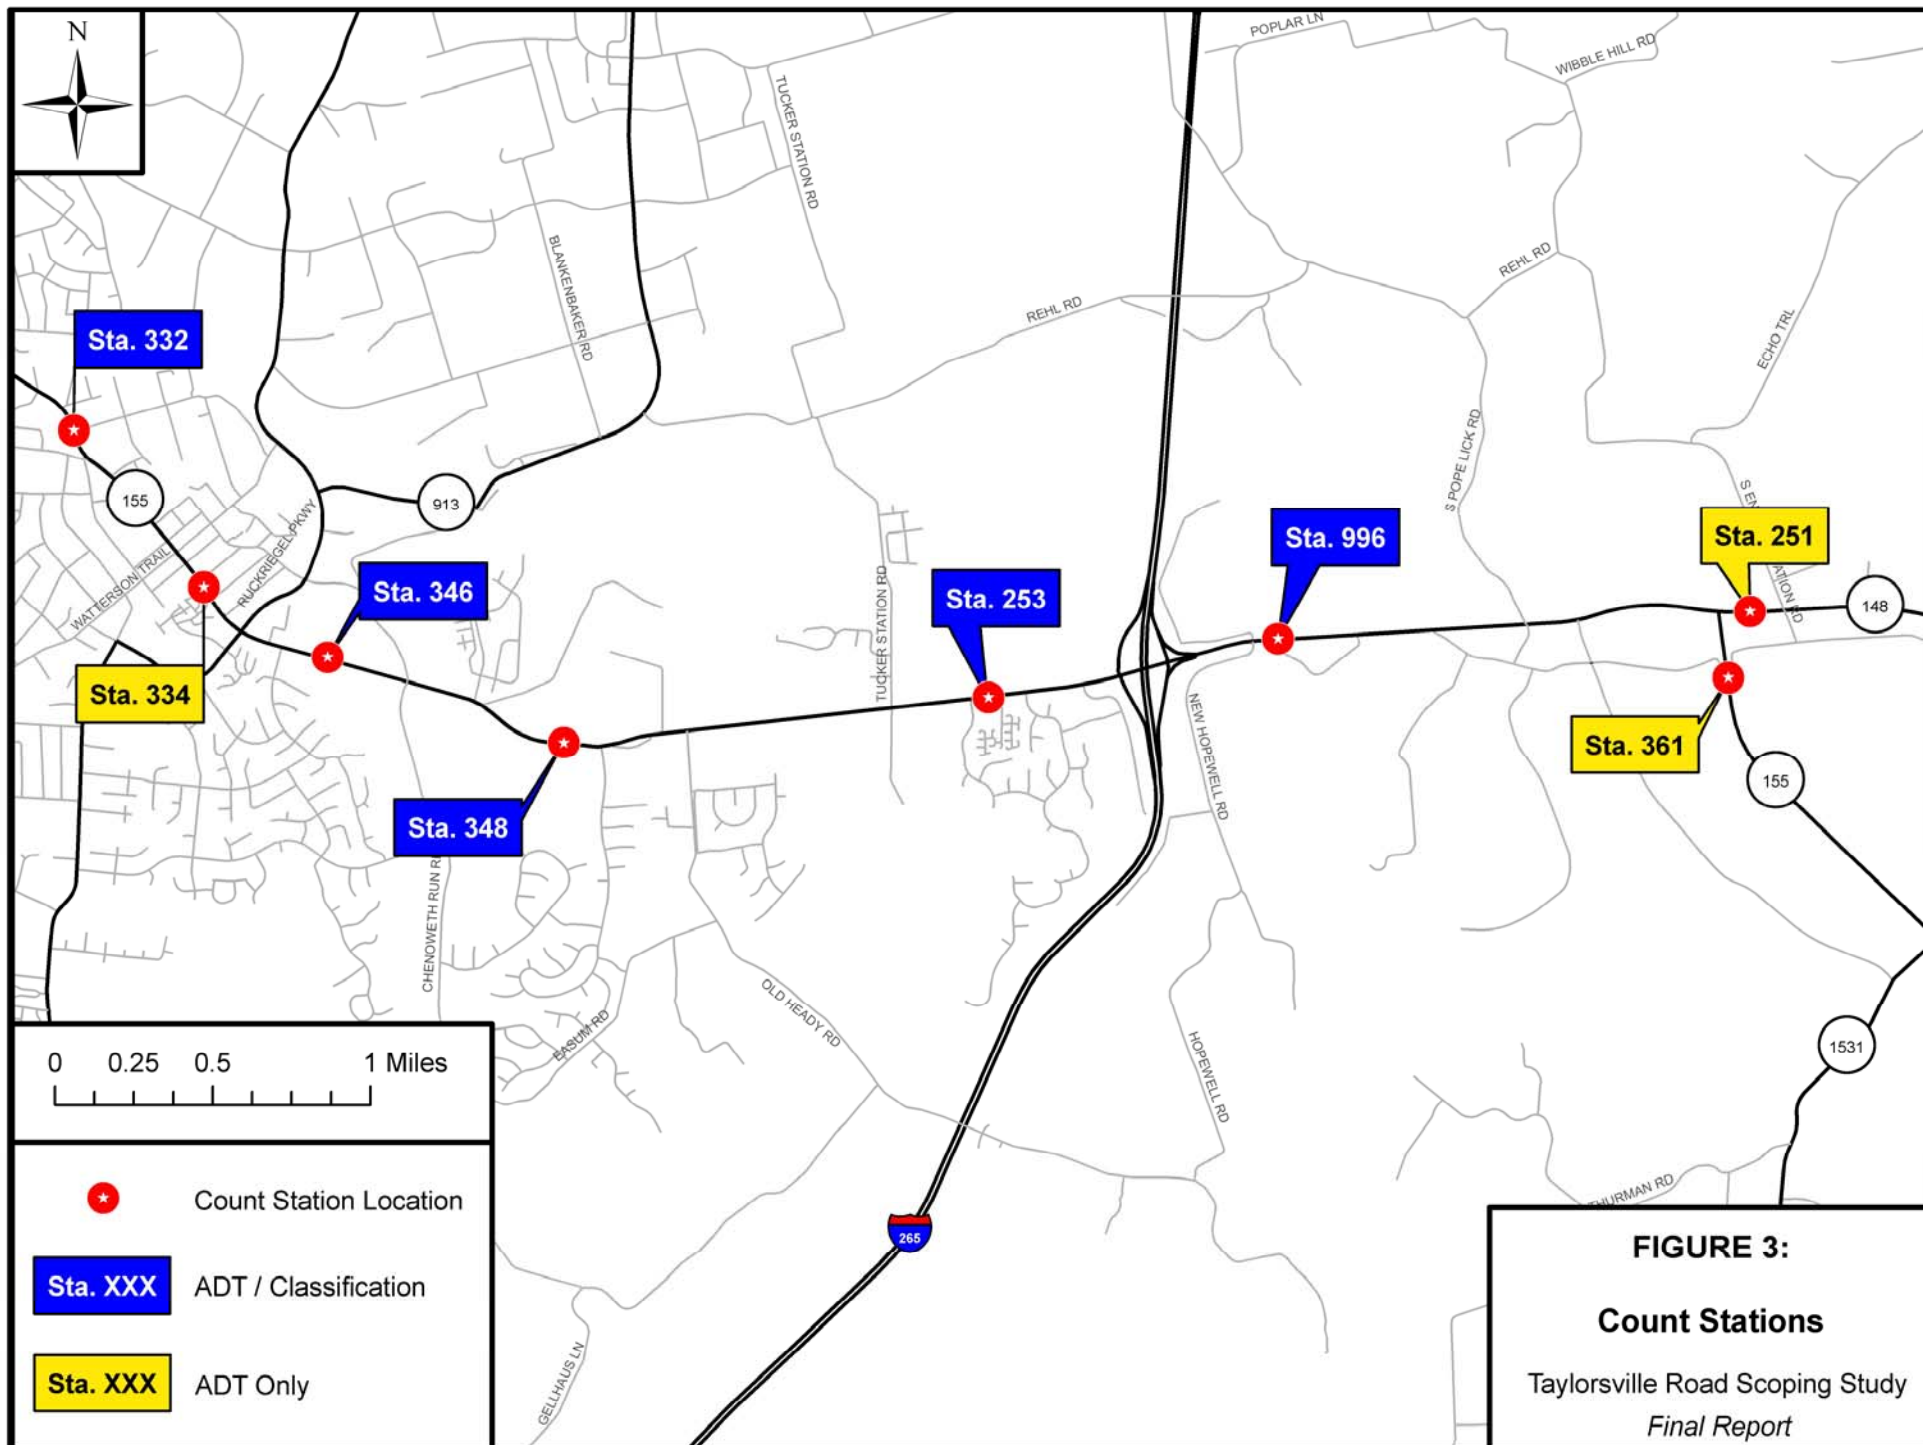 N
POPLAR LN
WIBBLE HILL RD
TUCKER STATION RD
BLANKENBAKER RD
REHL RD
REHL RD
ECHO TRL
Sta. 332
S POPE LICK RD
155
913
WATTERSON TRAIL
RUCKRIEGEL PKWY
Sta. 346
Sta. 253
Sta. 996
Sta. 251
148
TUCKER STATION RD
Sta. 334
Sta. 361
155
NEW HOPEWELL RD
Sta. 348
CHENOWETH RUN RD
OLD HEADY RD
EASUM RD
HOPEWELL RD
1531
THURMAN RD
265
GELLHAUS LN
0 0.25 0.5 1 Miles
Count Station Location
Sta. XXX ADT / Classification
Sta. XXX ADT Only
FIGURE 3:
Count Stations
Taylorsville Road Scoping Study
Final Report